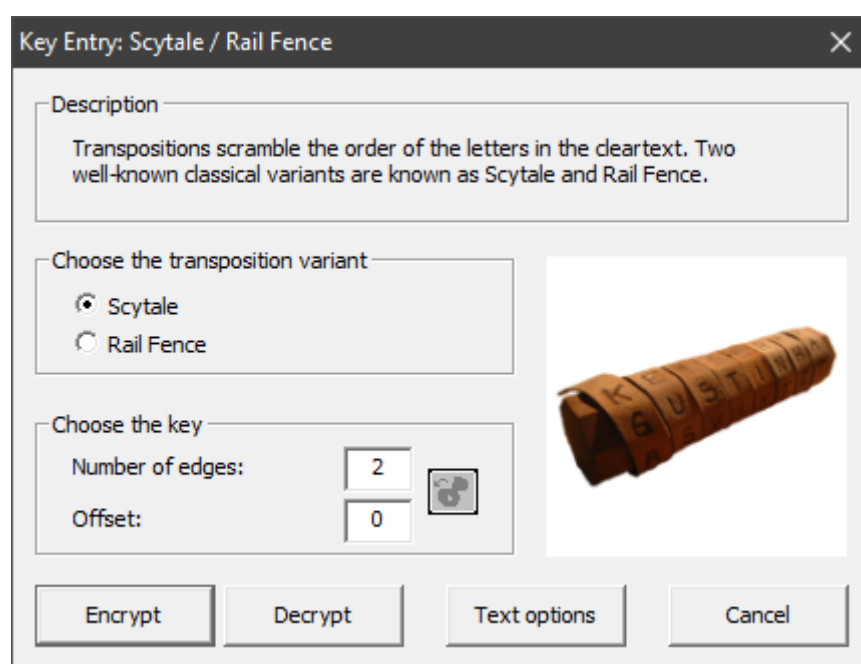 Key Entry: Scytale / Rail Fence
Description
Transpositions scramble the order of the letters in the cleartext. Two
well-known classical variants are known as Scytale and Rail Fence.
Choose the transposition variant
Scytale
Rail Fence
Choose the key
Number of edges: 2
Offset: 0
Encrypt Decrypt Text options Cancel